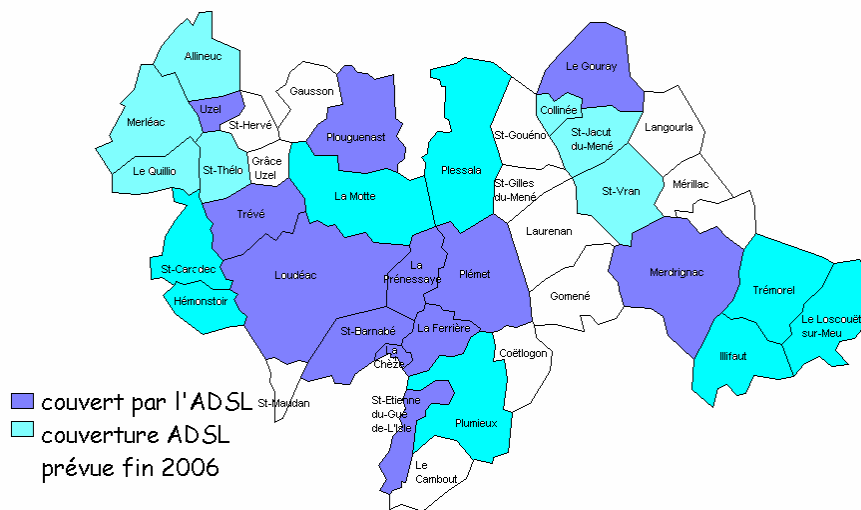 Allineuc
Le Gouray
Gausson
Uzel
Collinée
Merléac
St-Hervé
Plouguenast
St-Gouéno
St-Jacut
du-Mené
Langourla
Le Quillio
St-Thélo
Grâce
Uzel
Plessala
St-Gilles
du-Mené
Mérillac
La Motte
St-Vran
Trévé
Laurenan
St-Carodec
Loudéac
La
Prénessaye
Plémet
Merdrignac
Hémonstoir
Gomené
Trémorel
St-Barnabé
La Ferrière
Le Loscouët
sur-Meu
La
Chèze
Coëtlogon
Illifaut
St-Maudan
St-Etienne
du-Gué
de-L'Isle
Plumieux
Le
Cambout
couvert par l'ADSL
couverture ADSL
prévue fin 2006